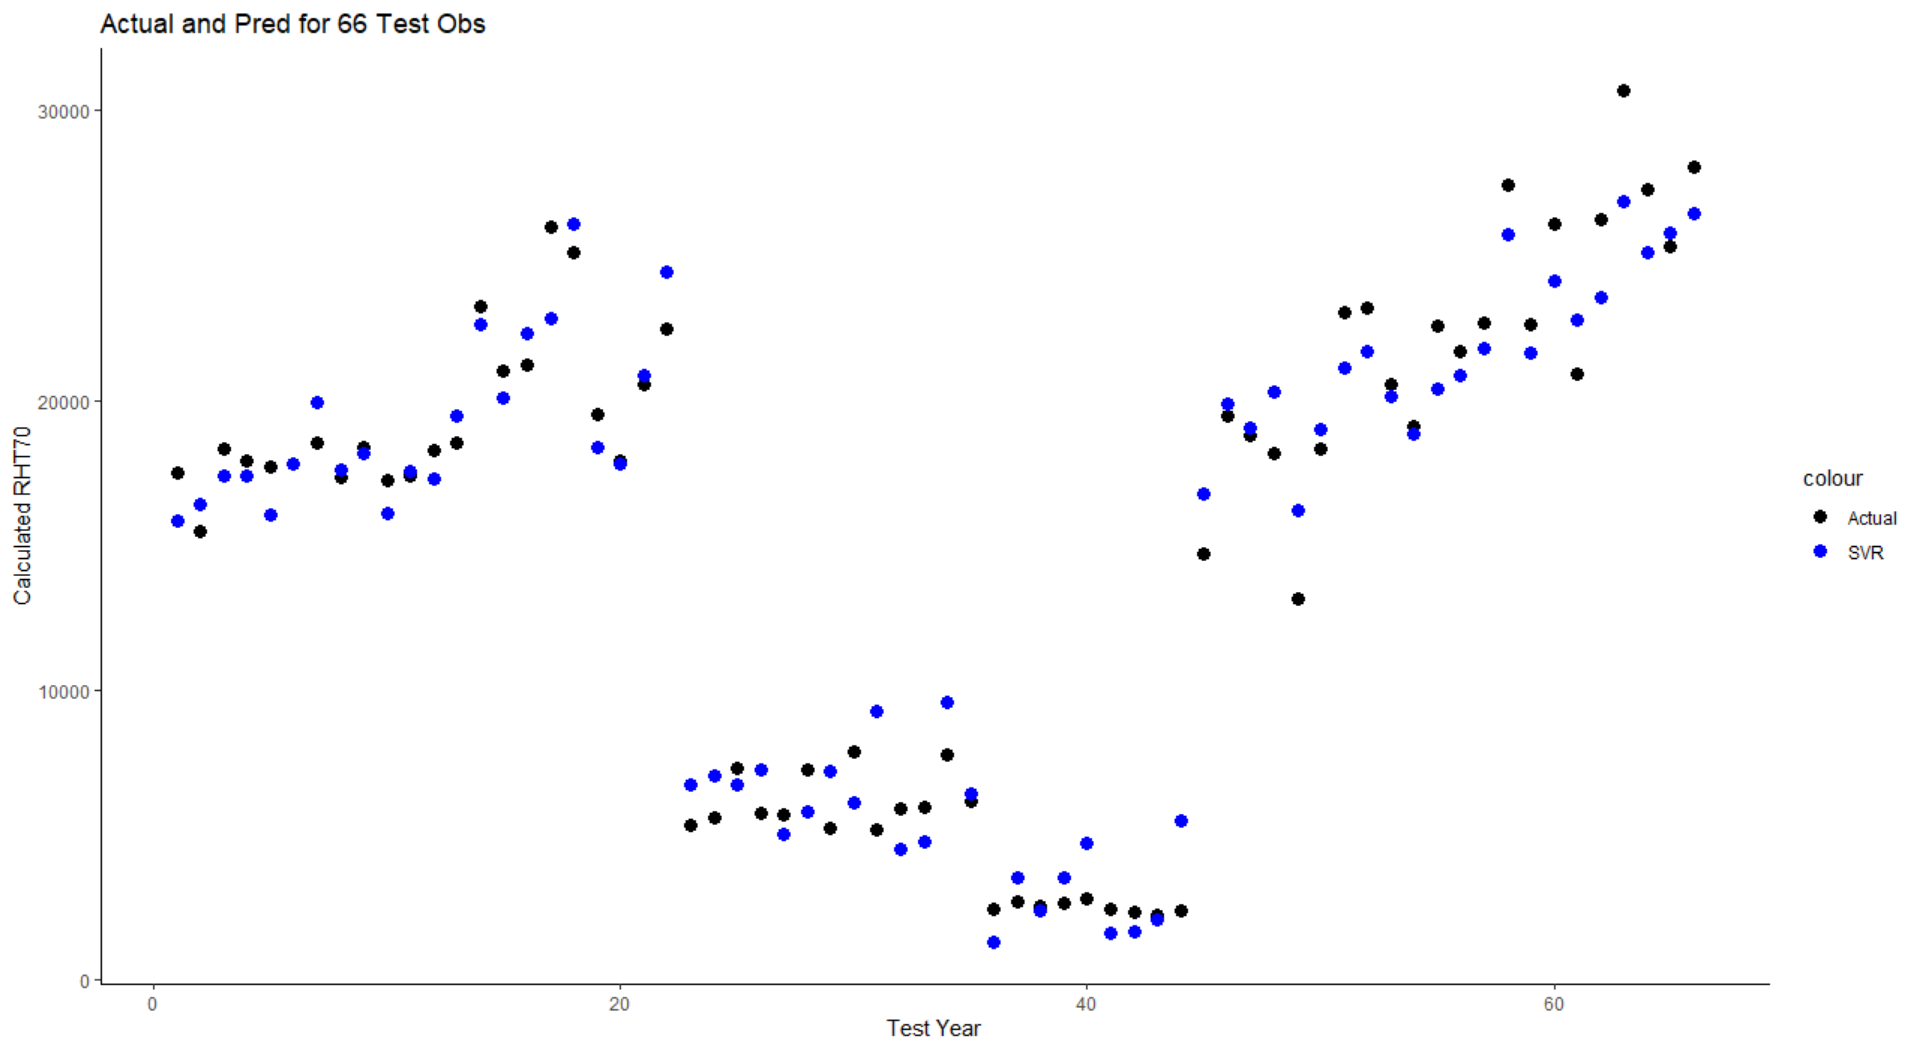 Actual and Pred for 66 Test Obs
30000
20000
10000
0
Calculated RHT70
0
20
40
60
Test Year
colour
Actual
SVR